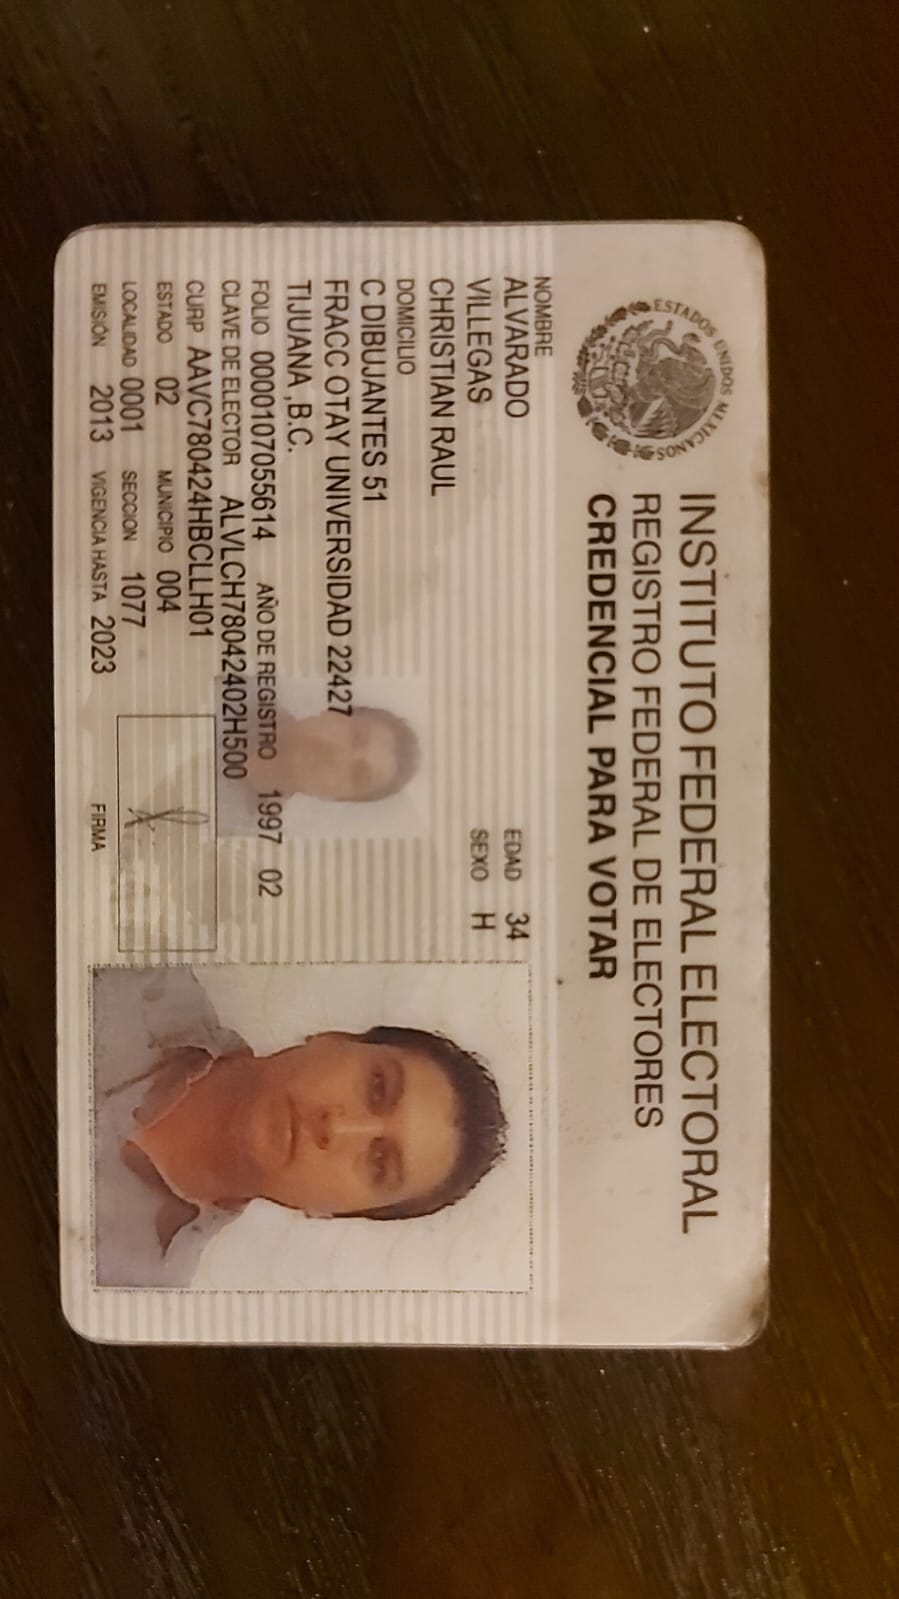 ESTADOS UNIDOS MEXICANOS
INSTITUTO FEDERAL ELECTORAL
REGISTRO FEDERAL DE ELECTORES
CREDENCIAL PARA VOTAR
NOMBRE
ALVARADO
VILLEGAS
CHRISTIAN RAUL
EDAD 34
SEXO H
DOMICILIO
C DIBUJANTES 51
FRACC OTAY UNIVERSIDAD 22427
TIJUANA ,B.C.
FOLIO 0000107055614 AÑO DE REGISTRO 1997 02
CLAVE DE ELECTOR ALVLCH78042402H500
CURP AAVC780424HBCLLH01
ESTADO 02 MUNICIPIO 004
LOCALIDAD 0001 SECCION 1077
EMISIÓN 2013 VIGENCIA HASTA 2023
FIRMA